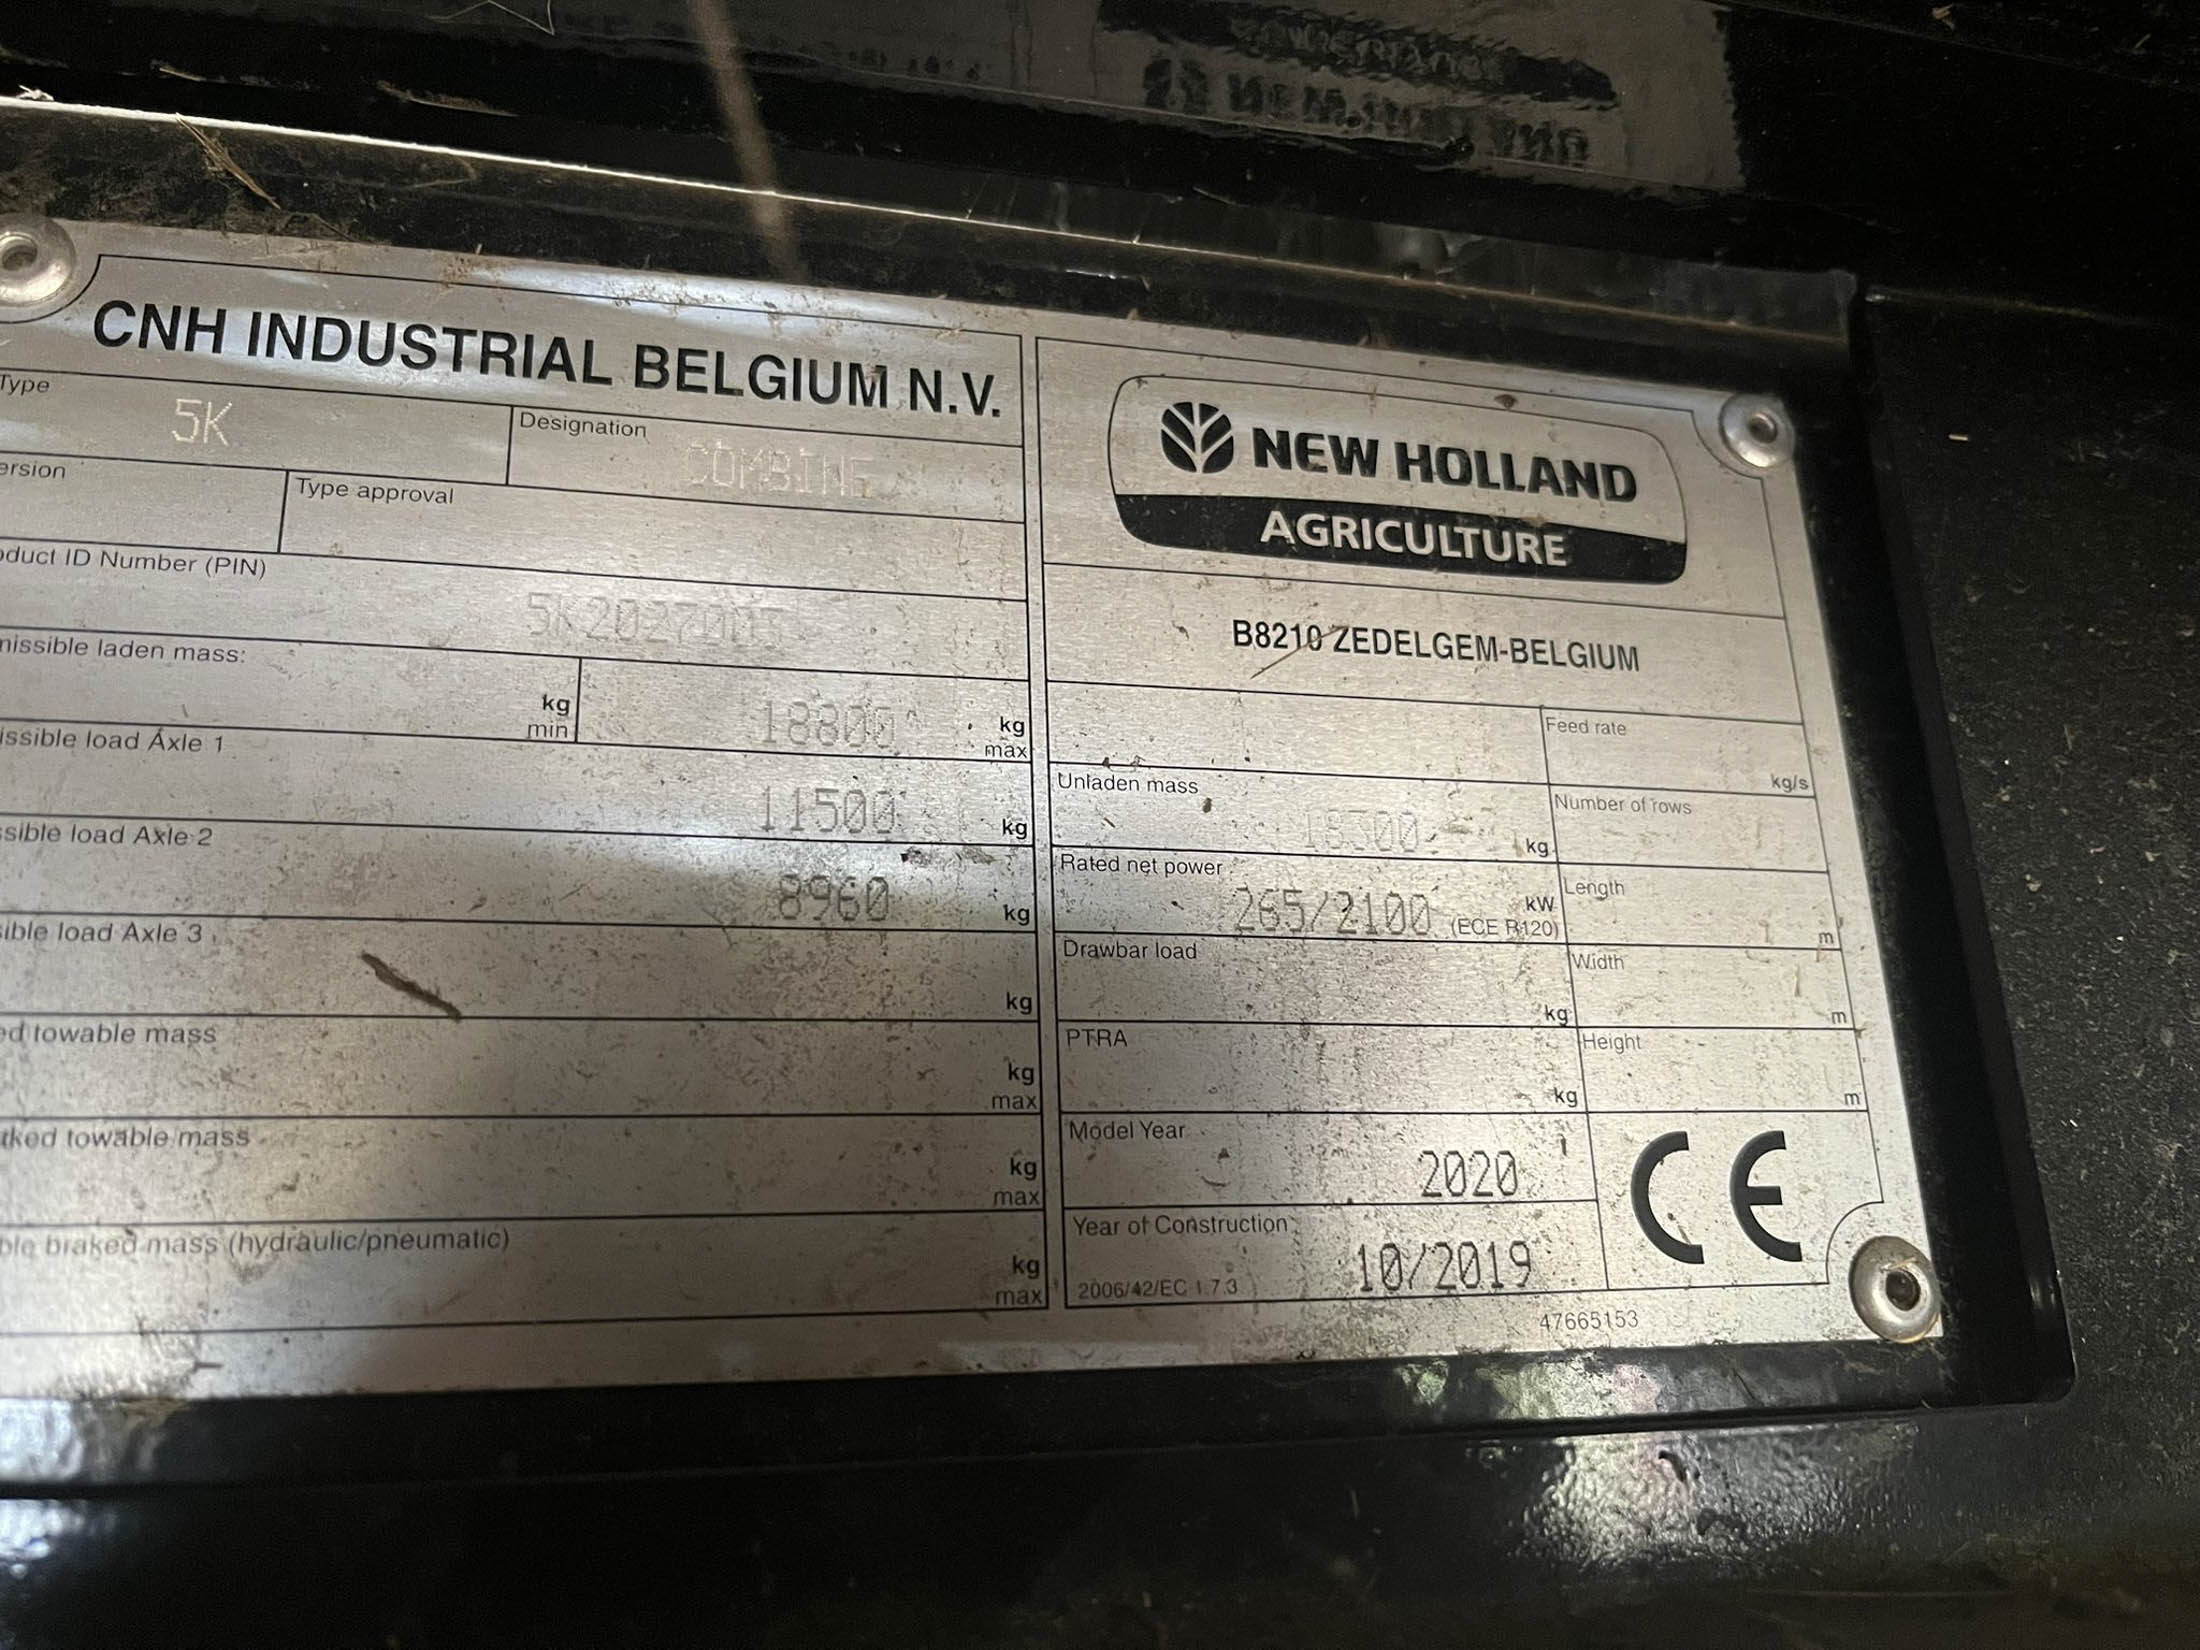 CNH INDUSTRIAL BELGIUM N.V.
Type
5K
Designation
COMBINE
ersion
Type approval
oduct ID Number (PIN)
missible laden mass:
kg
min
18800
kg
max
issible load Axle 1
11500
kg
ssible load Axle 2
8960
kg
sible load Axle 3
kg
ed towable mass
kg
max
ked towable mass
kg
max
ble braked mass (hydraulic/pneumatic)
kg
max
NEW HOLLAND
AGRICULTURE
B8210 ZEDELGEM-BELGIUM
Feed rate
kg/s
Unladen mass
kg
Number of rows
Rated net power
265/2100
kW
(ECE R120)
Length
m
Drawbar load
kg
Width
m
PTRA
kg
Height
m
Model Year
2020
Year of Construction
10/2019
2006/42/EC 1.7.3
CE
47665153